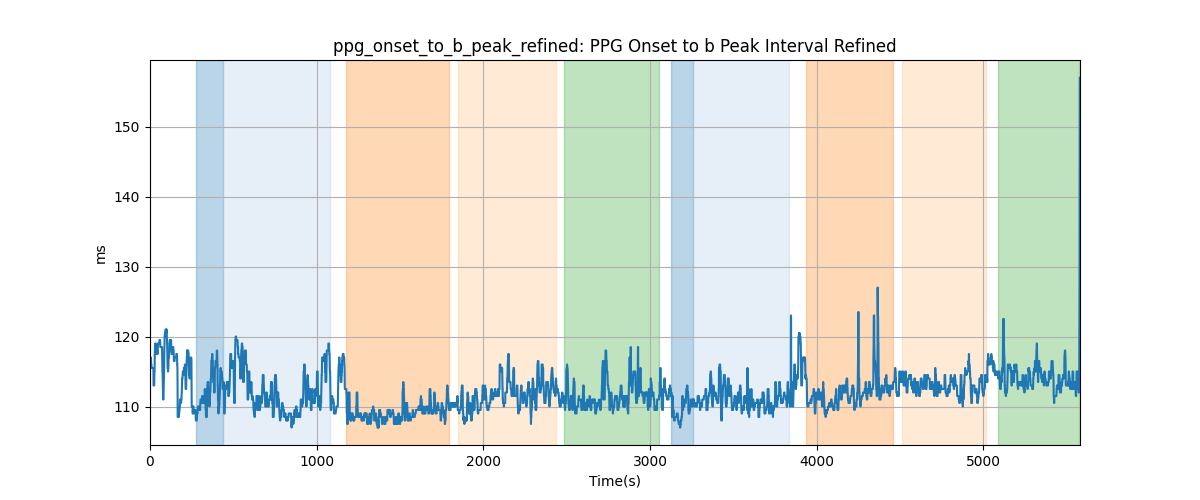 ppg_onset_to_b_peak_refined: PPG Onset to b Peak Interval Refined
150
140
130
120
110
ms
0 1000 2000 3000 4000 5000
Time(s)